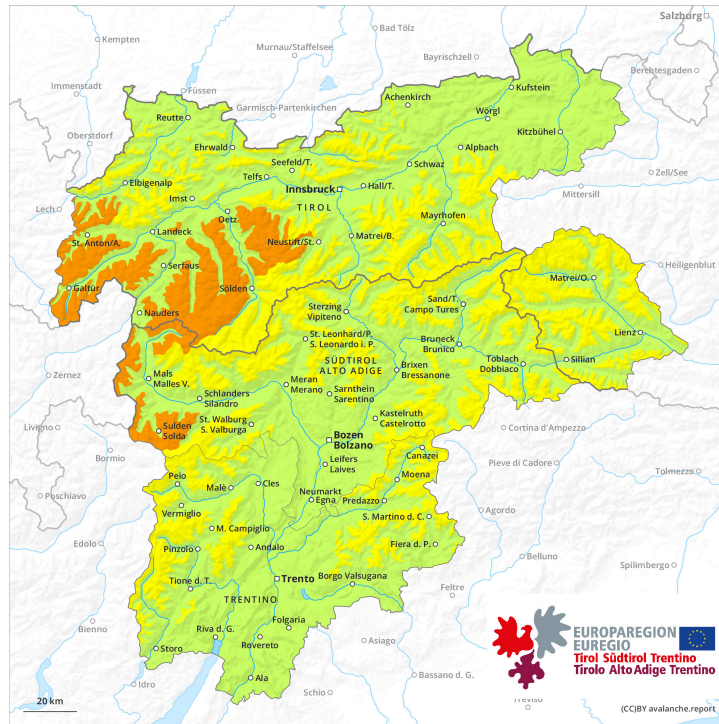 Salzburg
Kempten
Bad Tölz
Murnau/Staffelsee
Bayrischzell
Berchtesgaden
Immenstadt
Füssen
Kufstein
Achenkirch
Garmisch-Partenkirchen
Reutte
Wörgl
Oberstdorf
Kitzbühel
Ehrwald
Alpbach
Seefeld/T.
Schwaz
Zell/See
Telfs
Elbigenalp
Innsbruck
Hall/T.
Mittersill
Imst
Lech
TIROL
Oetz
Mayrhofen
St. Anton/A.
Landeck
Neustift/St.
Matrei/B.
Serfaus
Heiligenblut
Matrei/O.
Galtür
Sölden
Nauders
Sterzing
Vipiteno
Sand/T.
Campo Tures
Lienz
St. Leonhard/P.
S. Leonardo i. P.
Bruneck
Brunico
Sillian
Zernez
SÜDTIROL
ALTO ADIGE
Toblach
Dobbiaco
Mals
Malles V.
Meran
Merano
Brixen
Bressanone
Schlanders
Silandro
Sarnthein
Sarentino
St. Walburg
S. Valburga
Kastelruth
Castelrotto
Livigno
Sulden
Solda
Cortina d'Ampezzo
Bozen
Bolzano
Canazei
Bormio
Leifers
Laives
Pieve di Cadore
Tolmezzo
Peio
Moena
Poschiavo
Malè
Cles
Neumarkt
Egna
Predazzo
Vermiglio
Agordo
S. Martino d. C.
M. Campiglio
Edolo
Pinzolo
Andalo
Fiera d. P.
Belluno
Spilimbergo
Trento
Borgo Valsugana
Tione d. T.
Feltre
TRENTINO
Folgaria
Bienno
Riva d. G.
Storo
Rovereto
Asiago
EUROPAREGION
EUREGIO
Tirol Südtirol Trentino
Tirolo Alto Adige Trentino
Ala
Bassano d. G.
Idro
Schio
Treviso
20 km
(CC)BY avalanche.report